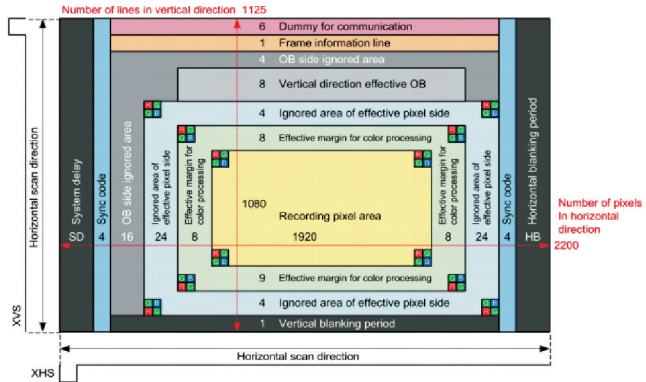 Number of lines in vertical direction 1125
6 Dummy for communication
1 Frame information line
4 OB side ignored area
8 Vertical direction effective OB
4 Ignored area of effective pixel side
8 Effective margin for color processing
R G
G B
R G
G B
G B
R G
G B
R G
R G
G B
R G
G B
Horizontal scan direction
System delay
SD
Sync code
4
OB side ignored area
16
Ignored area of
effective pixel side
24
Effective margin for
color processing
8
1080
Recording pixel area
1920
Effective margin for
color processing
8
Ignored area of
effective pixel side
24
Sync code
4
Horizontal blanking period
HB
Number of pixels
In horizontal
direction
2200
9 Effective margin for color processing
4 Ignored area of effective pixel side
1 Vertical blanking period
XVS
Horizontal scan direction
XHS